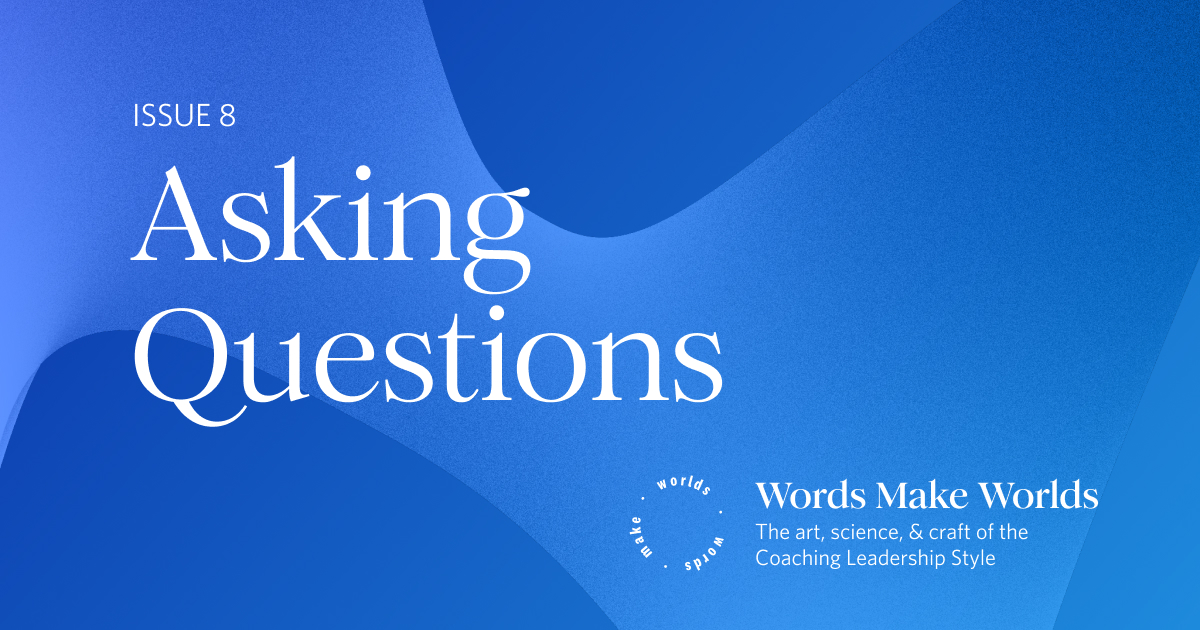 ISSUE 8
Asking
Questions
worlds · words · make ·
Words Make Worlds
The art, science, & craft of the
Coaching Leadership Style